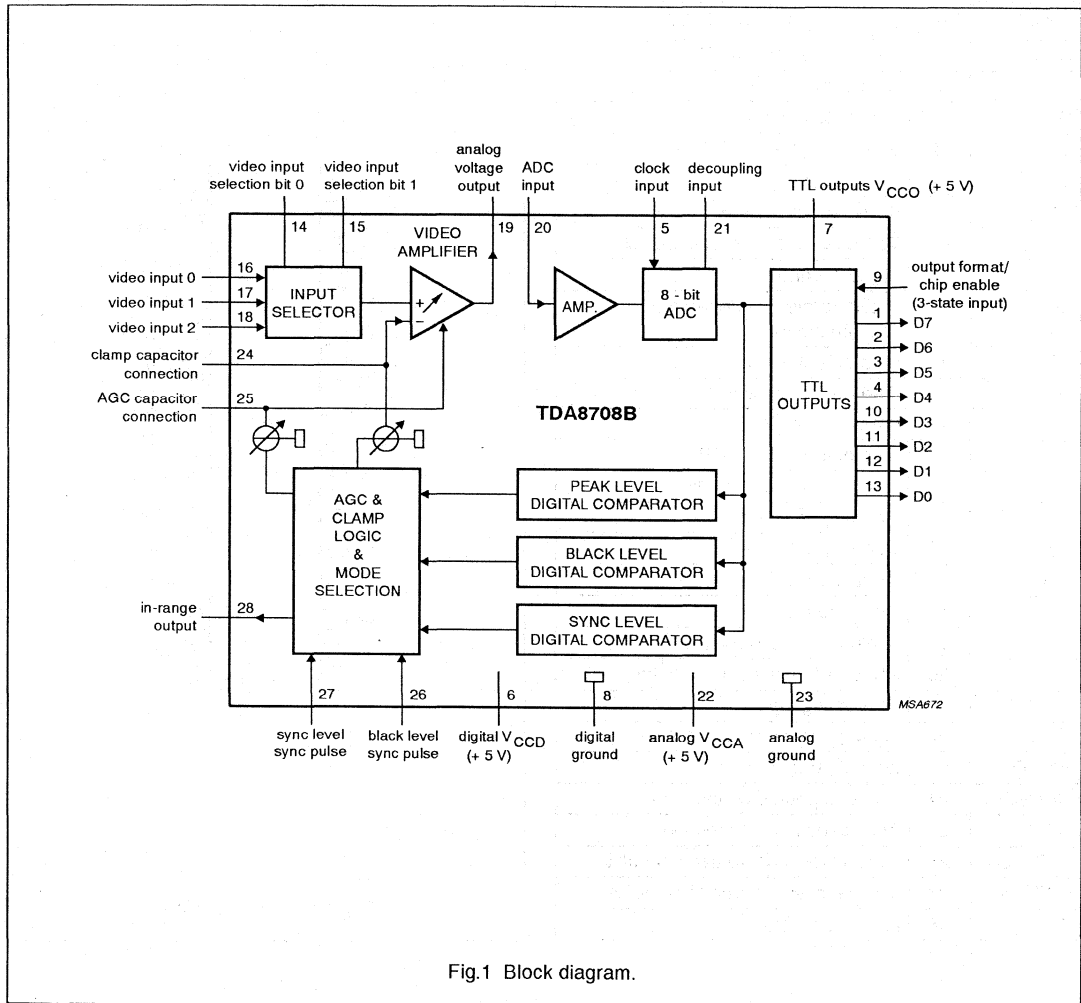 video input
selection bit 0
video input
selection bit 1
analog
voltage
output
ADC
input
clock
input
decoupling
input
TTL outputs VCCO (+ 5 V)
14
15
VIDEO
AMPLIFIER
19
20
5
21
7
video input 0
16
video input 1
17
video input 2
18
INPUT
SELECTOR
+
−
AMP.
8 - bit
ADC
9
output format/
chip enable
(3-state input)
1
D7
2
D6
3
D5
4
D4
10
D3
11
D2
12
D1
13
D0
TTL
OUTPUTS
clamp capacitor
connection
24
AGC capacitor
connection
25
TDA8708B
AGC &
CLAMP
LOGIC
&
MODE
SELECTION
PEAK LEVEL
DIGITAL COMPARATOR
BLACK LEVEL
DIGITAL COMPARATOR
SYNC LEVEL
DIGITAL COMPARATOR
in-range
output
28
27
26
6
8
22
23
MSA672
sync level
sync pulse
black level
sync pulse
digital VCCD
(+ 5 V)
digital
ground
analog VCCA
(+ 5 V)
analog
ground
Fig.1 Block diagram.